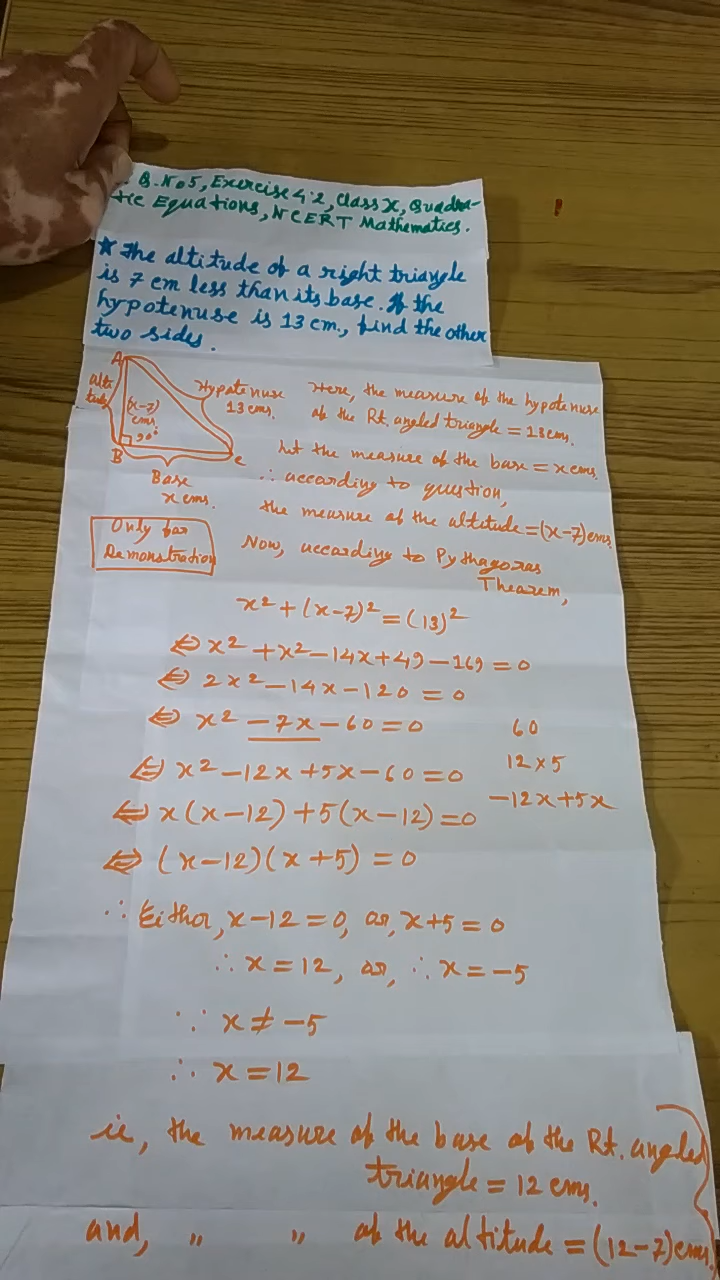 Q. No 5, Exercise 4.2, Class X, Quadra-
tic Equations, NCERT Mathematics.
★ The altitude of a right triangle
is 7 cm less than its base. If the
hypotenuse is 13 cm., find the other
two sides.
A
alti
tude
(x-7)
cms
90°
B
C
Hypotenuse
13 cms.
Base
x cms.
Only for
Demonstration
Here, the measure of the hypotenuse
of the Rt. angled triangle = 13 cms.
Let the measure of the base = x cms.
∴ according to question,
the measure of the altitude = (x-7) cms.
Now, according to Pythagoras
Theorem,
x² + (x-7)² = (13)²
⇔ x² + x² - 14x + 49 - 169 = 0
⇔ 2x² - 14x - 120 = 0
⇔ x² - 7x - 60 = 0
60
⇔ x² - 12x + 5x - 60 = 0
12 × 5
⇔ x(x-12) + 5(x-12) = 0
-12x + 5x
⇔ (x-12)(x+5) = 0
∴ Either, x-12 = 0, or, x+5 = 0
∴ x = 12, or, ∴ x = -5
∵ x ≠ -5
∴ x = 12
ie, the measure of the base of the Rt. angled
triangle = 12 cms.
and, " " of the altitude = (12-7) cms.